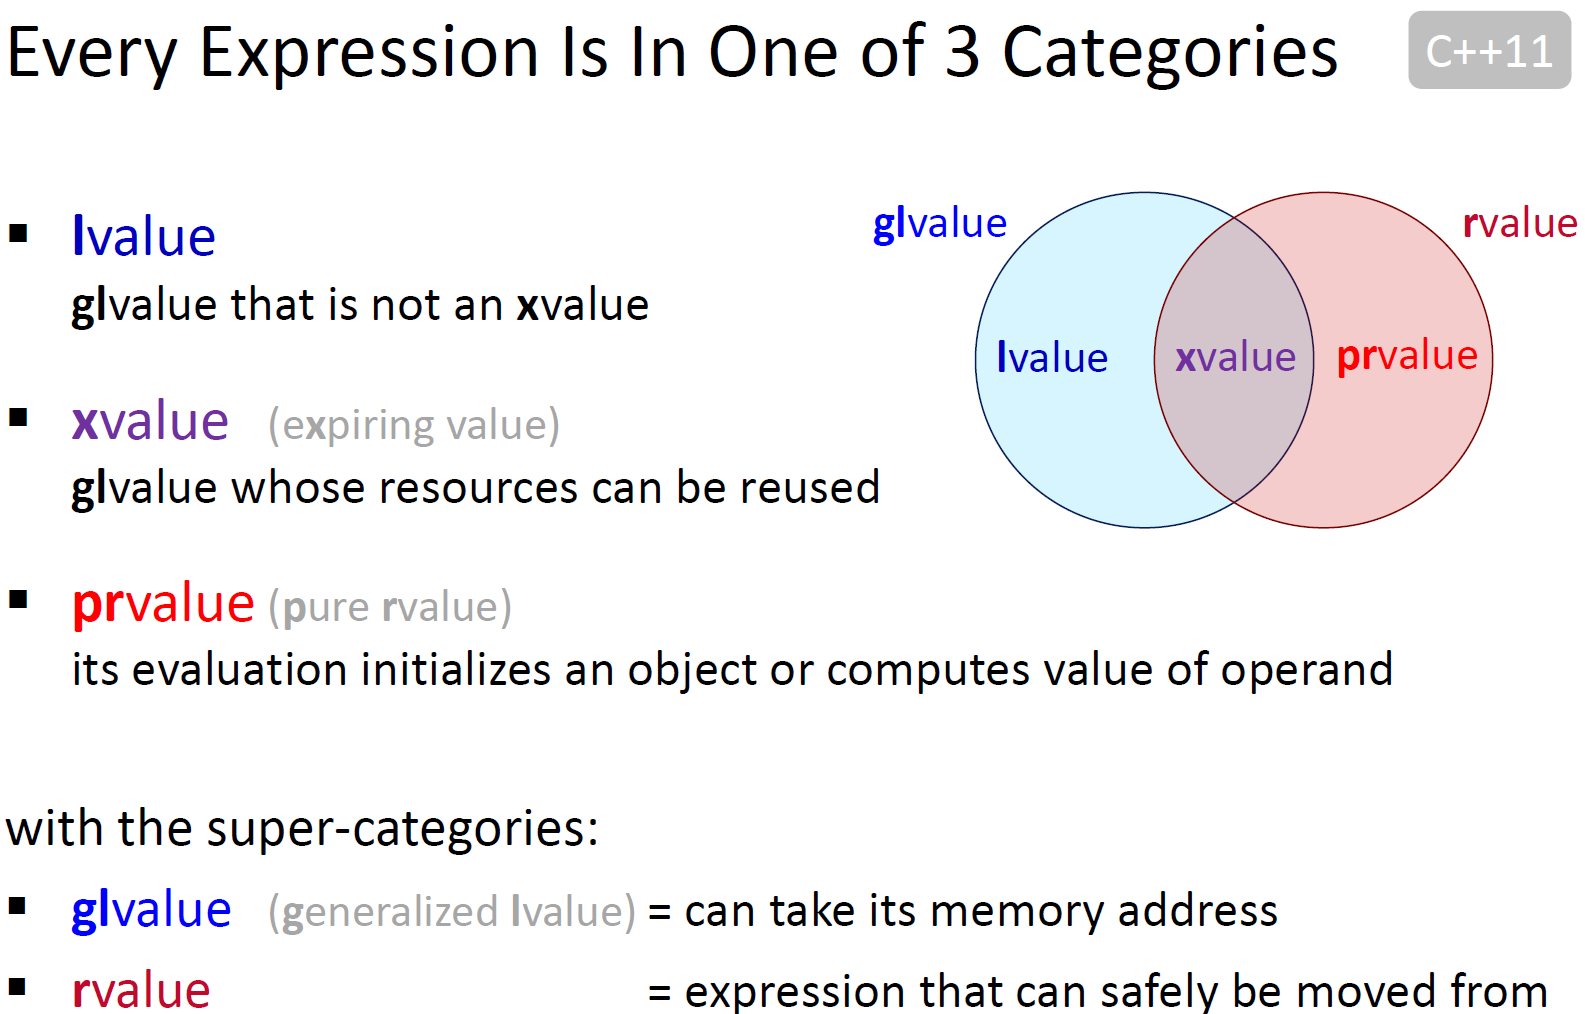 Every Expression Is In One of 3 Categories
C++11
▪ lvalue
glvalue that is not an xvalue
▪ xvalue (expiring value)
glvalue whose resources can be reused
▪ prvalue (pure rvalue)
its evaluation initializes an object or computes value of operand
glvalue
rvalue
lvalue
xvalue
prvalue
with the super-categories:
▪ glvalue (generalized lvalue) = can take its memory address
▪ rvalue = expression that can safely be moved from